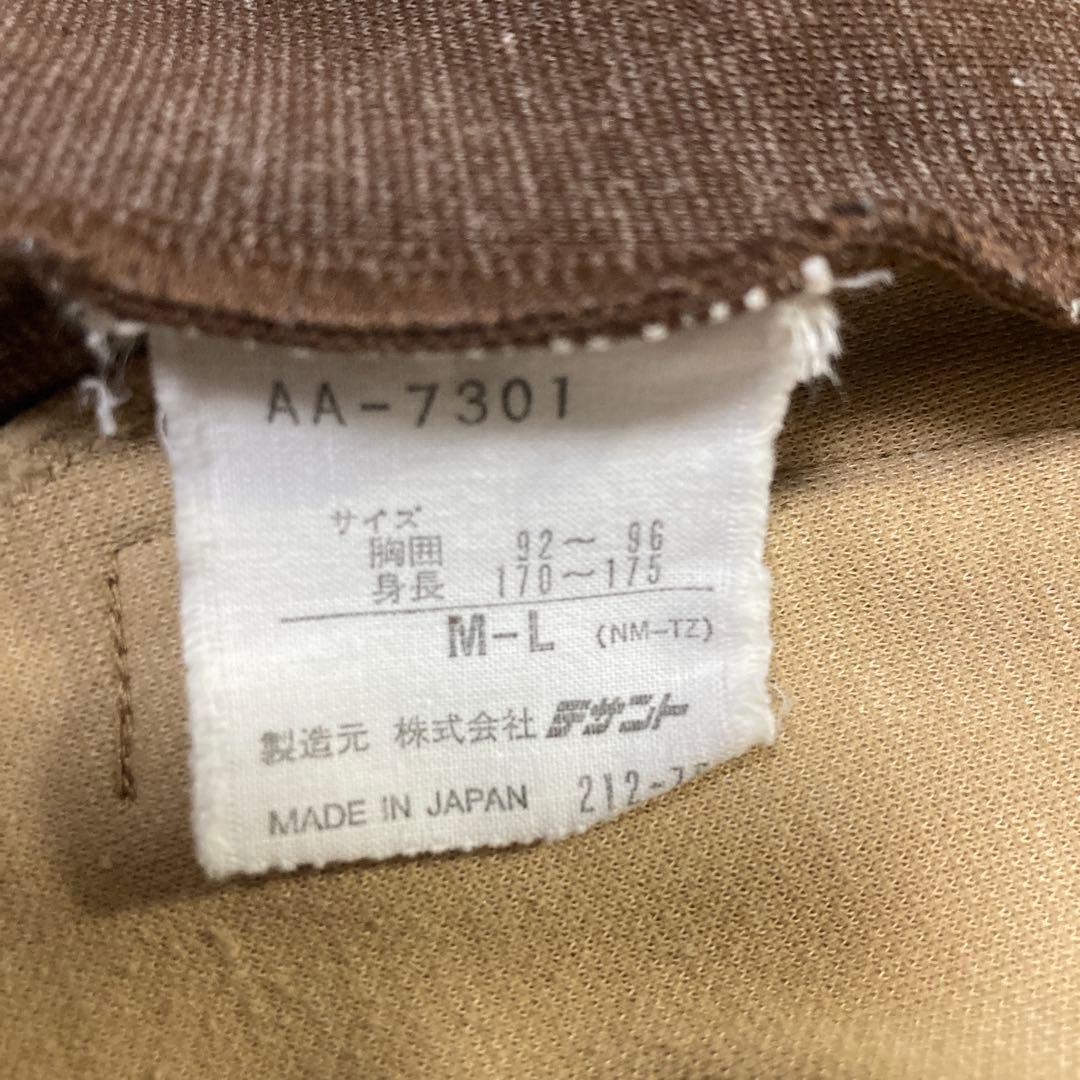 AA-7301
サイズ
胸囲 92～96
身長 170～175
M-L (NM-TZ)
製造元 株式会社デサント
MADE IN JAPAN